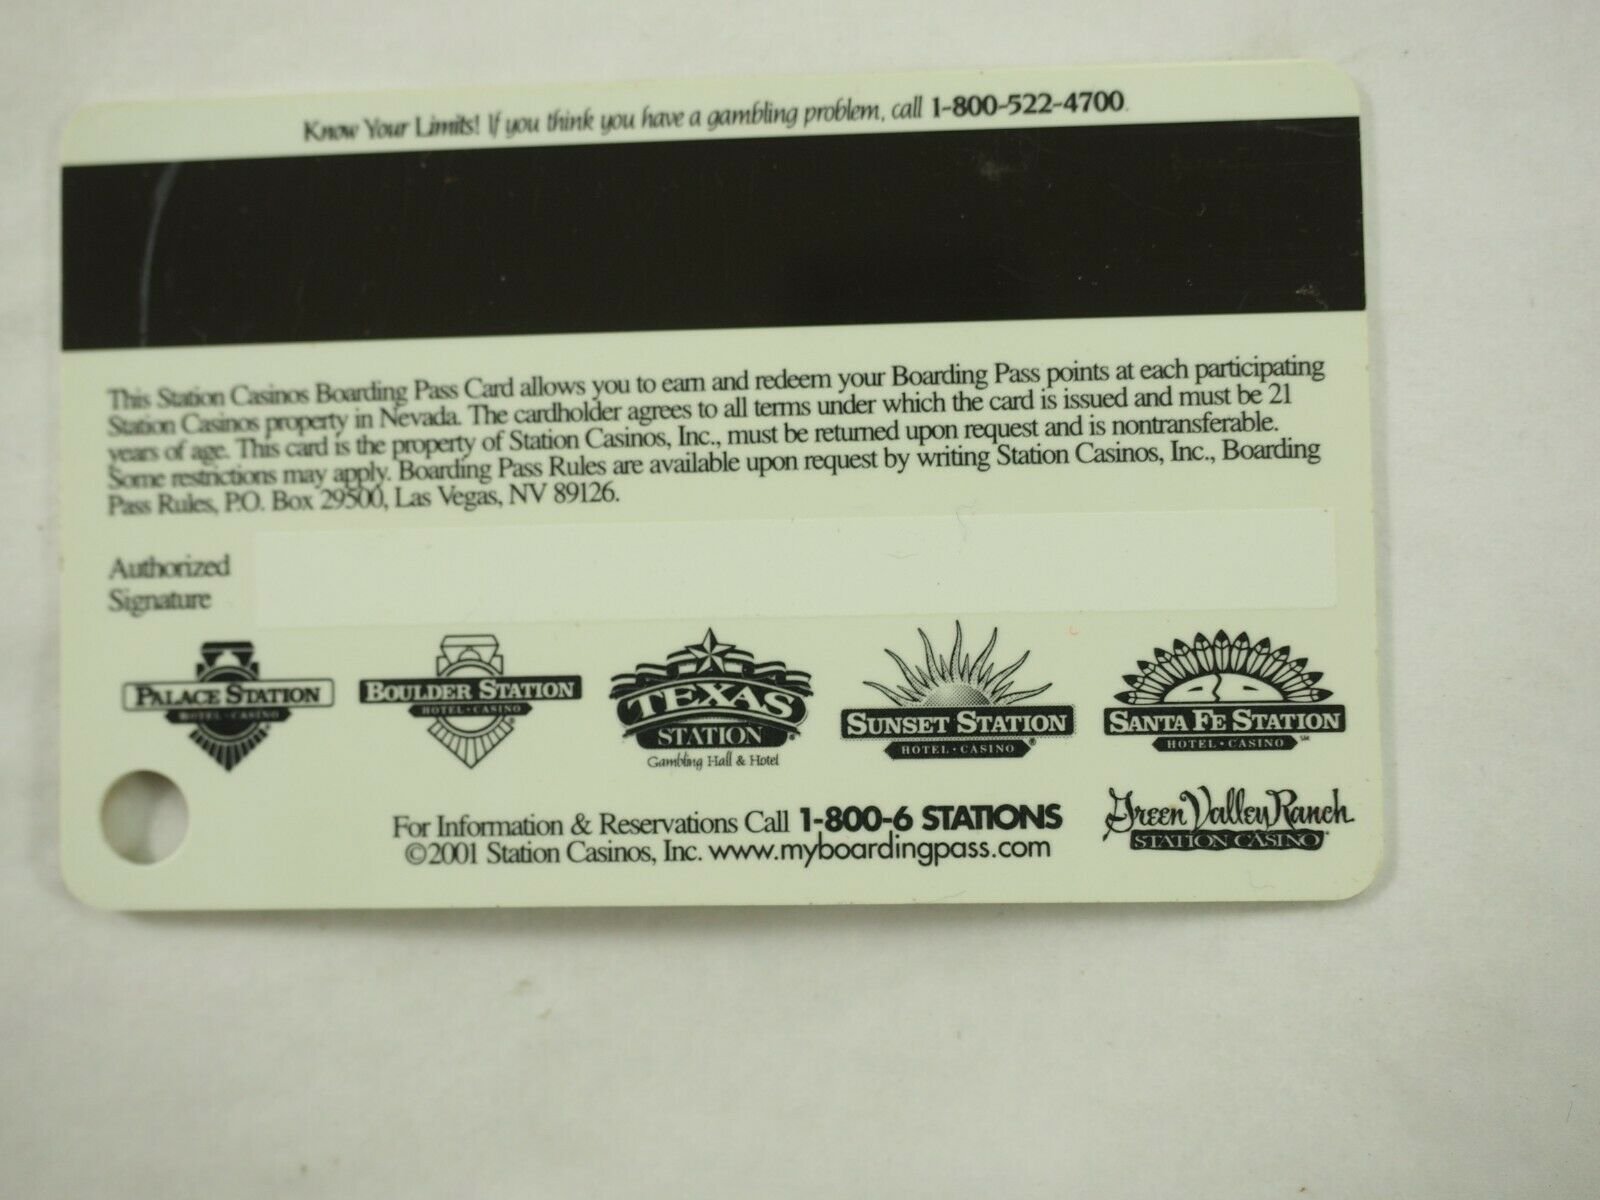 Know Your Limits! If you think you have a gambling problem, call 1-800-522-4700.
This Station Casinos Boarding Pass Card allows you to earn and redeem your Boarding Pass points at each participating
Station Casinos property in Nevada. The cardholder agrees to all terms under which the card is issued and must be 21
years of age. This card is the property of Station Casinos, Inc., must be returned upon request and is nontransferable.
Some restrictions may apply. Boarding Pass Rules are available upon request by writing Station Casinos, Inc., Boarding
Pass Rules, P.O. Box 29500, Las Vegas, NV 89126.
Authorized
Signature
PALACE STATION
HOTEL · CASINO
BOULDER STATION
HOTEL · CASINO
TEXAS
STATION
Gambling Hall & Hotel
SUNSET STATION
HOTEL · CASINO
SANTA FE STATION
HOTEL · CASINO
For Information & Reservations Call 1-800-6 STATIONS
©2001 Station Casinos, Inc. www.myboardingpass.com
Green Valley Ranch
STATION CASINO